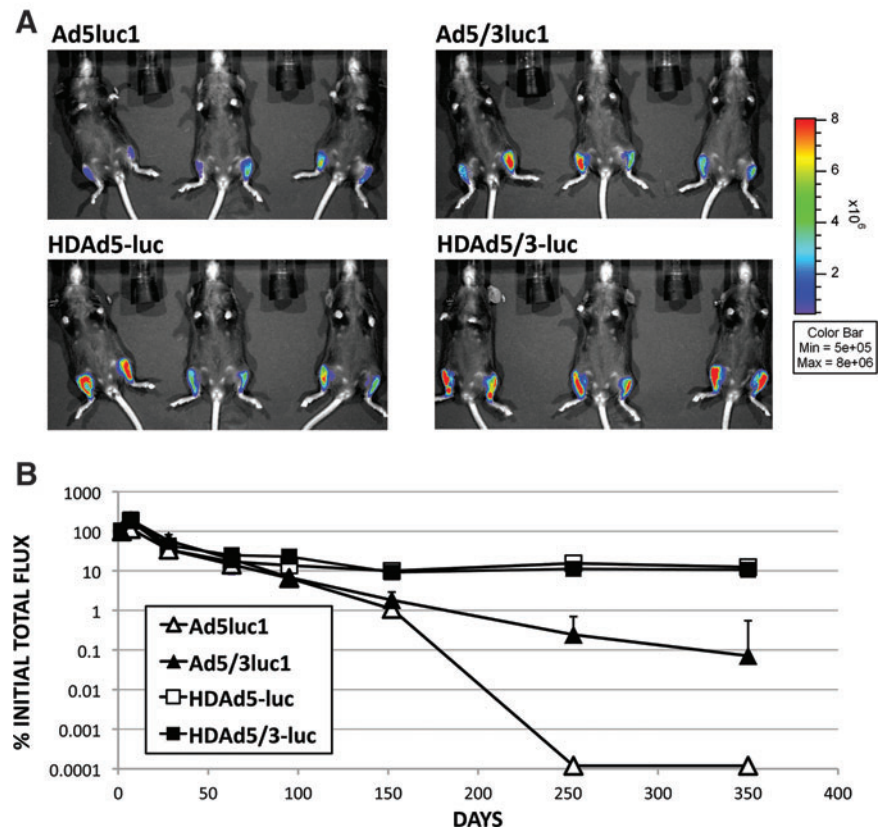 A
Ad5luc1
Ad5/3luc1
HDAd5-luc
HDAd5/3-luc
8
6
4
2
x10⁶
Color Bar
Min = 5e+05
Max = 8e+06
B
% INITIAL TOTAL FLUX
1000
100
10
1
0.1
0.01
0.001
0.0001
Ad5luc1
Ad5/3luc1
HDAd5-luc
HDAd5/3-luc
0 50 100 150 200 250 300 350 400
DAYS